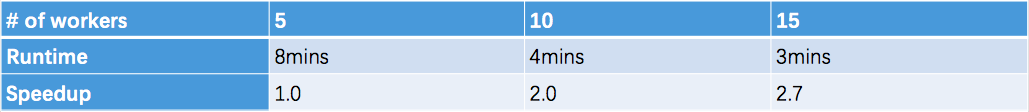 # of workers 5 10 15
Runtime 8mins 4mins 3mins
Speedup 1.0 2.0 2.7